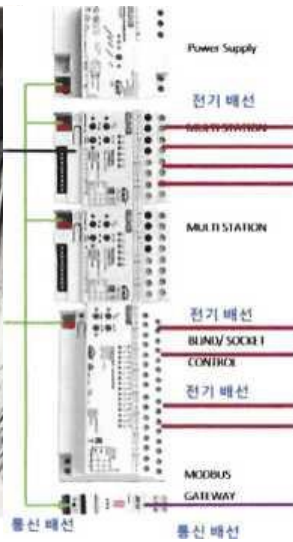 Power Supply
전기 배선
MULTI STATION
MULTI STATION
전기 배선
BLIND/ SOCKET
CONTROL
전기 배선
MODBUS
GATEWAY
통신 배선
통신 배선